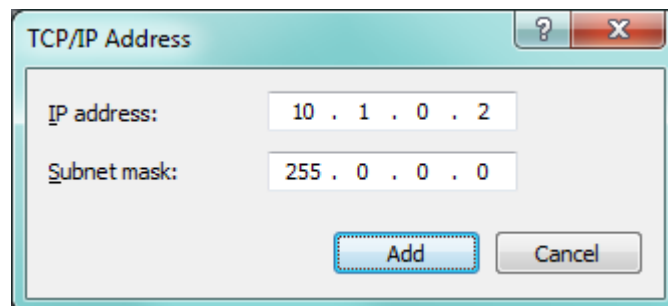 TCP/IP Address
IP address: 10 . 1 . 0 . 2
Subnet mask: 255 . 0 . 0 . 0
Add Cancel